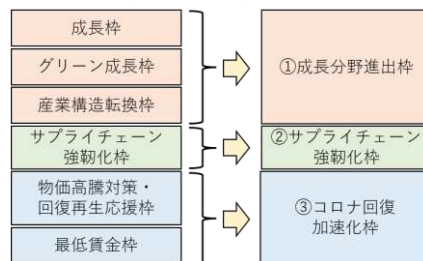 成長枠
グリーン成長枠
産業構造転換枠
サプライチェーン
強靭化枠
物価高騰対策・
回復再生応援枠
最低賃金枠
①成長分野進出枠
②サプライチェーン
強靭化枠
③コロナ回復
加速化枠